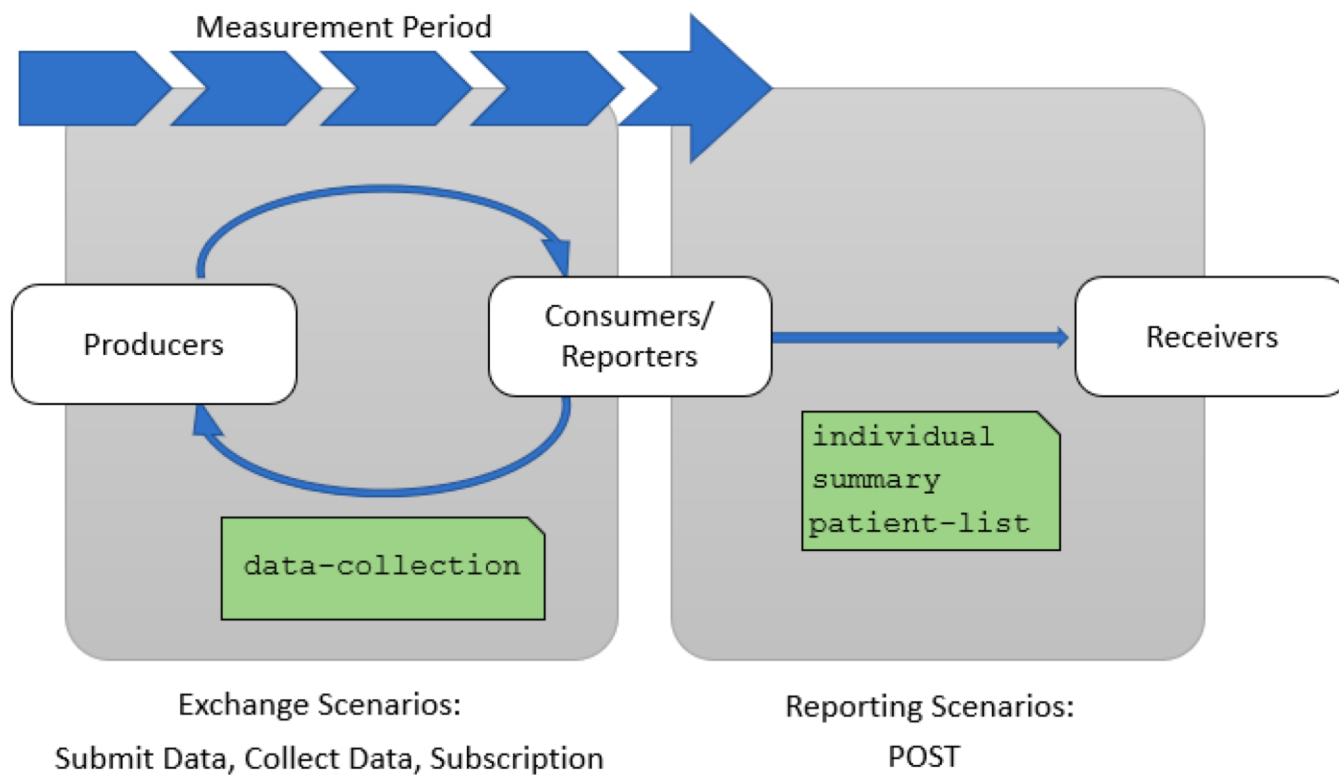 Measurement Period
Producers
Consumers/
Reporters
Receivers
data-collection
individual
summary
patient-list
Exchange Scenarios:
Submit Data, Collect Data, Subscription
Reporting Scenarios:
POST